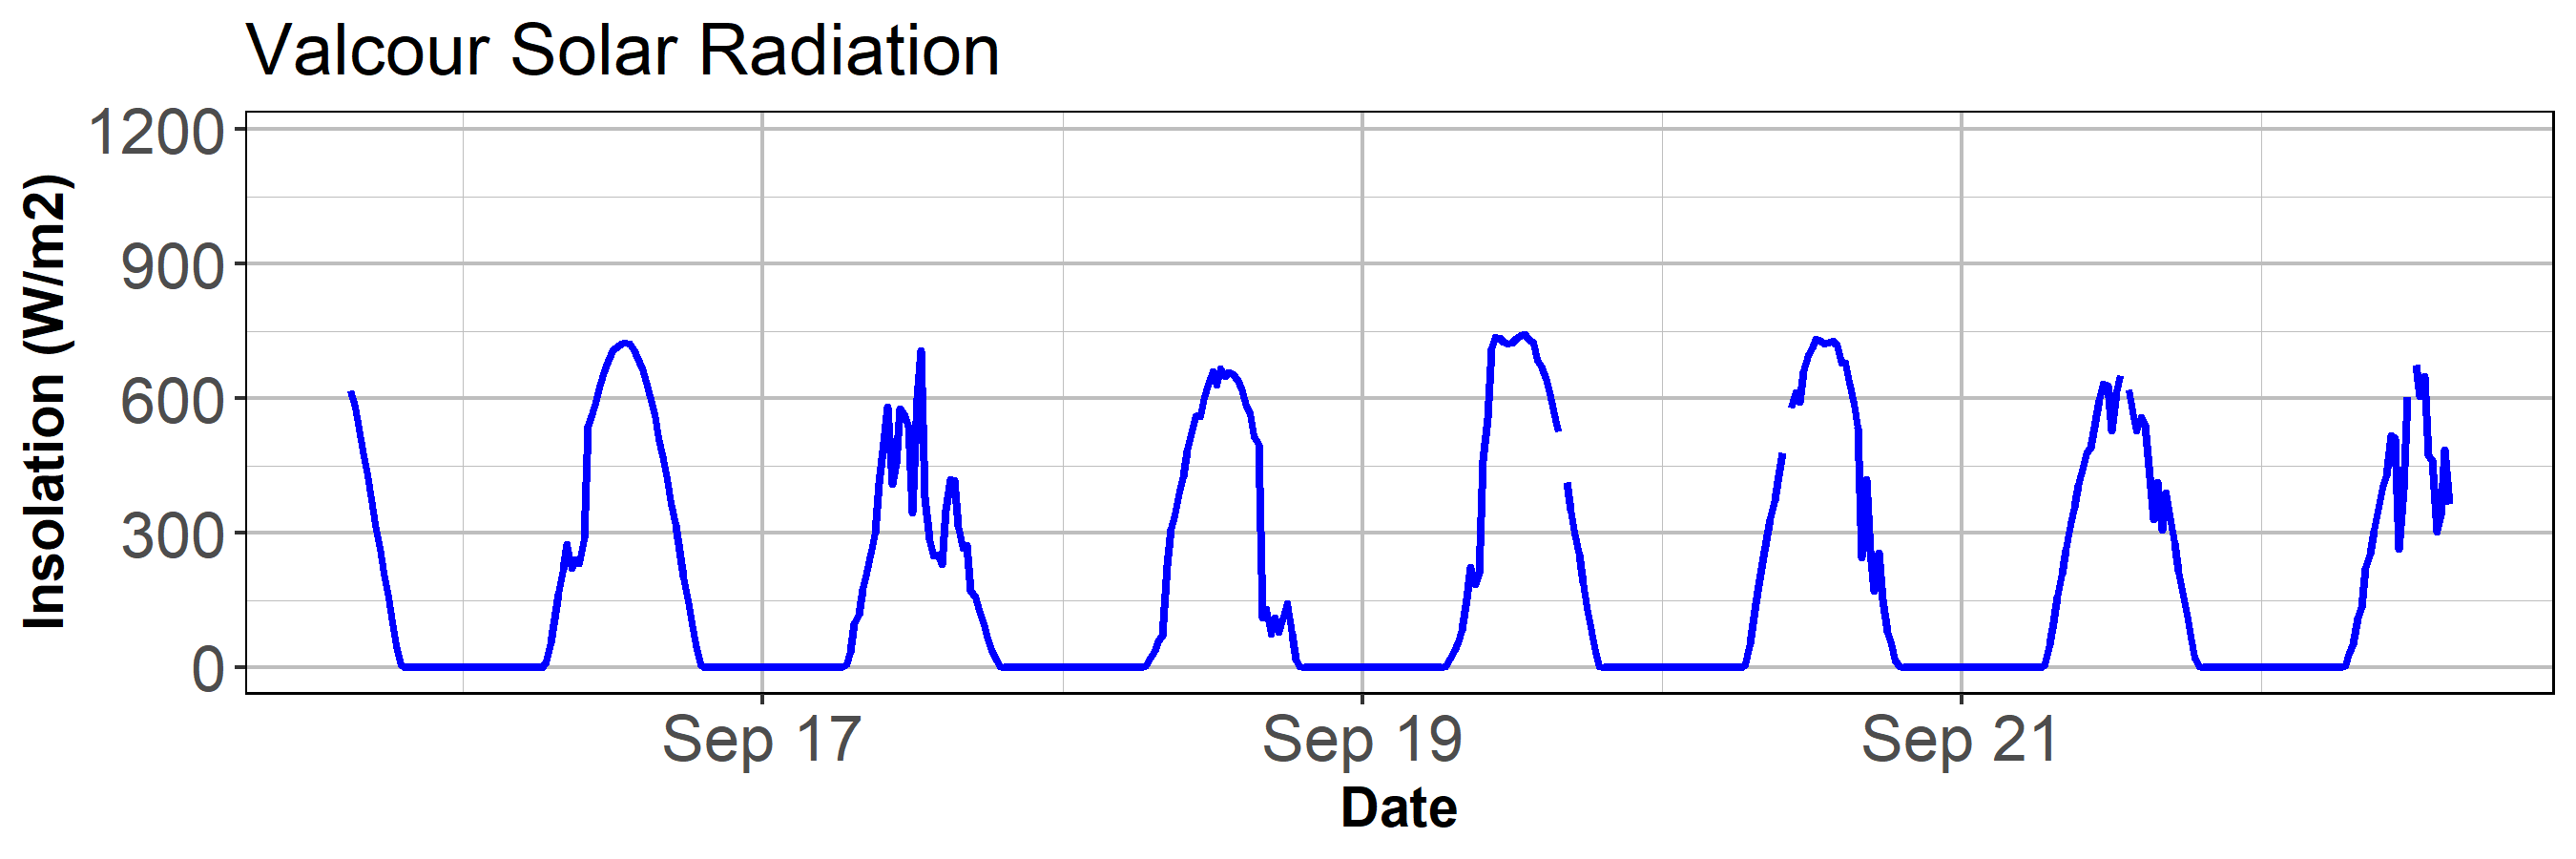 Valcour Solar Radiation
Insolation (W/m2)
1200
900
600
300
0
Sep 17 Sep 19 Sep 21
Date